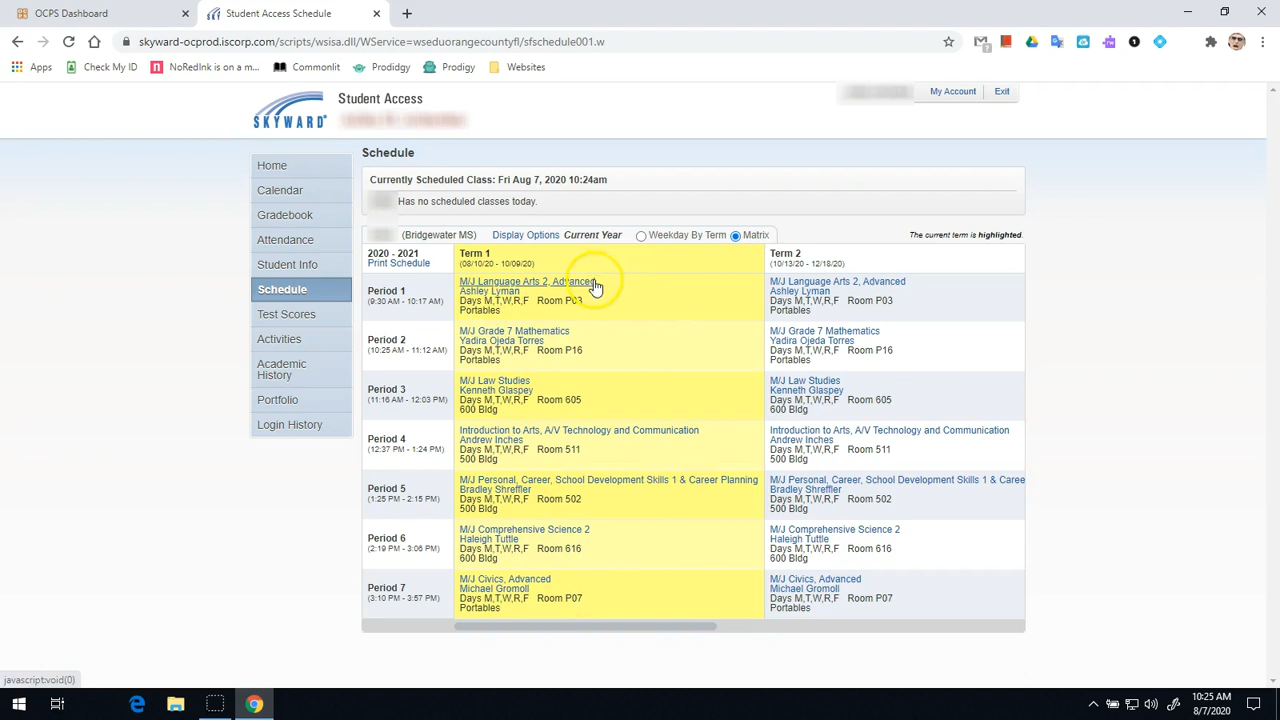 OCPS Dashboard
Student Access Schedule
skyward-ocprod.iscorp.com/scripts/wsisa.dll/WService=wseduorangecountyfl/sfschedule001.w
Apps
Check My ID
NoRedInk is on a m...
Commonlit
Prodidgy
Prodigy
Websites
SKYWARD
Student Access
My Account
Exit
Home
Calendar
Gradebook
Attendance
Student Info
Schedule
Test Scores
Activities
Academic
History
Portfolio
Login History
Schedule
Currently Scheduled Class: Fri Aug 7, 2020 10:24am
Has no scheduled classes today.
(Bridgewater MS) Display Options Current Year Weekday By Term Matrix
The current term is highlighted.
2020 - 2021
Print Schedule
Term 1
(08/10/20 - 10/09/20)
Term 2
(10/13/20 - 12/18/20)
Period 1
(9:30 AM - 10:17 AM)
M/J Language Arts 2, Advanced
Ashley Lyman
Days M,T,W,R,F Room P03
Portables
M/J Language Arts 2, Advanced
Ashley Lyman
Days M,T,W,R,F Room P03
Portables
Period 2
(10:25 AM - 11:12 AM)
M/J Grade 7 Mathematics
Yadira Ojeda Torres
Days M,T,W,R,F Room P16
Portables
M/J Grade 7 Mathematics
Yadira Ojeda Torres
Days M,T,W,R,F Room P16
Portables
Period 3
(11:16 AM - 12:03 PM)
M/J Law Studies
Kenneth Glaspey
Days M,T,W,R,F Room 605
600 Bldg
M/J Law Studies
Kenneth Glaspey
Days M,T,W,R,F Room 605
600 Bldg
Period 4
(12:37 PM - 1:24 PM)
Introduction to Arts, A/V Technology and Communication
Andrew Inches
Days M,T,W,R,F Room 511
500 Bldg
Introduction to Arts, A/V Technology and Communication
Andrew Inches
Days M,T,W,R,F Room 511
500 Bldg
Period 5
(1:25 PM - 2:15 PM)
M/J Personal, Career, School Development Skills 1 & Career Planning
Bradley Shreffler
Days M,T,W,R,F Room 502
500 Bldg
M/J Personal, Career, School Development Skills 1 & Caree
Bradley Shreffler
Days M,T,W,R,F Room 502
500 Bldg
Period 6
(2:19 PM - 3:06 PM)
M/J Comprehensive Science 2
Haleigh Tuttle
Days M,T,W,R,F Room 616
600 Bldg
M/J Comprehensive Science 2
Haleigh Tuttle
Days M,T,W,R,F Room 616
600 Bldg
Period 7
(3:10 PM - 3:57 PM)
M/J Civics, Advanced
Michael Gromoll
Days M,T,W,R,F Room P07
Portables
M/J Civics, Advanced
Michael Gromoll
Days M,T,W,R,F Room P07
Portables
javascript:void(0)
10:25 AM
8/7/2020